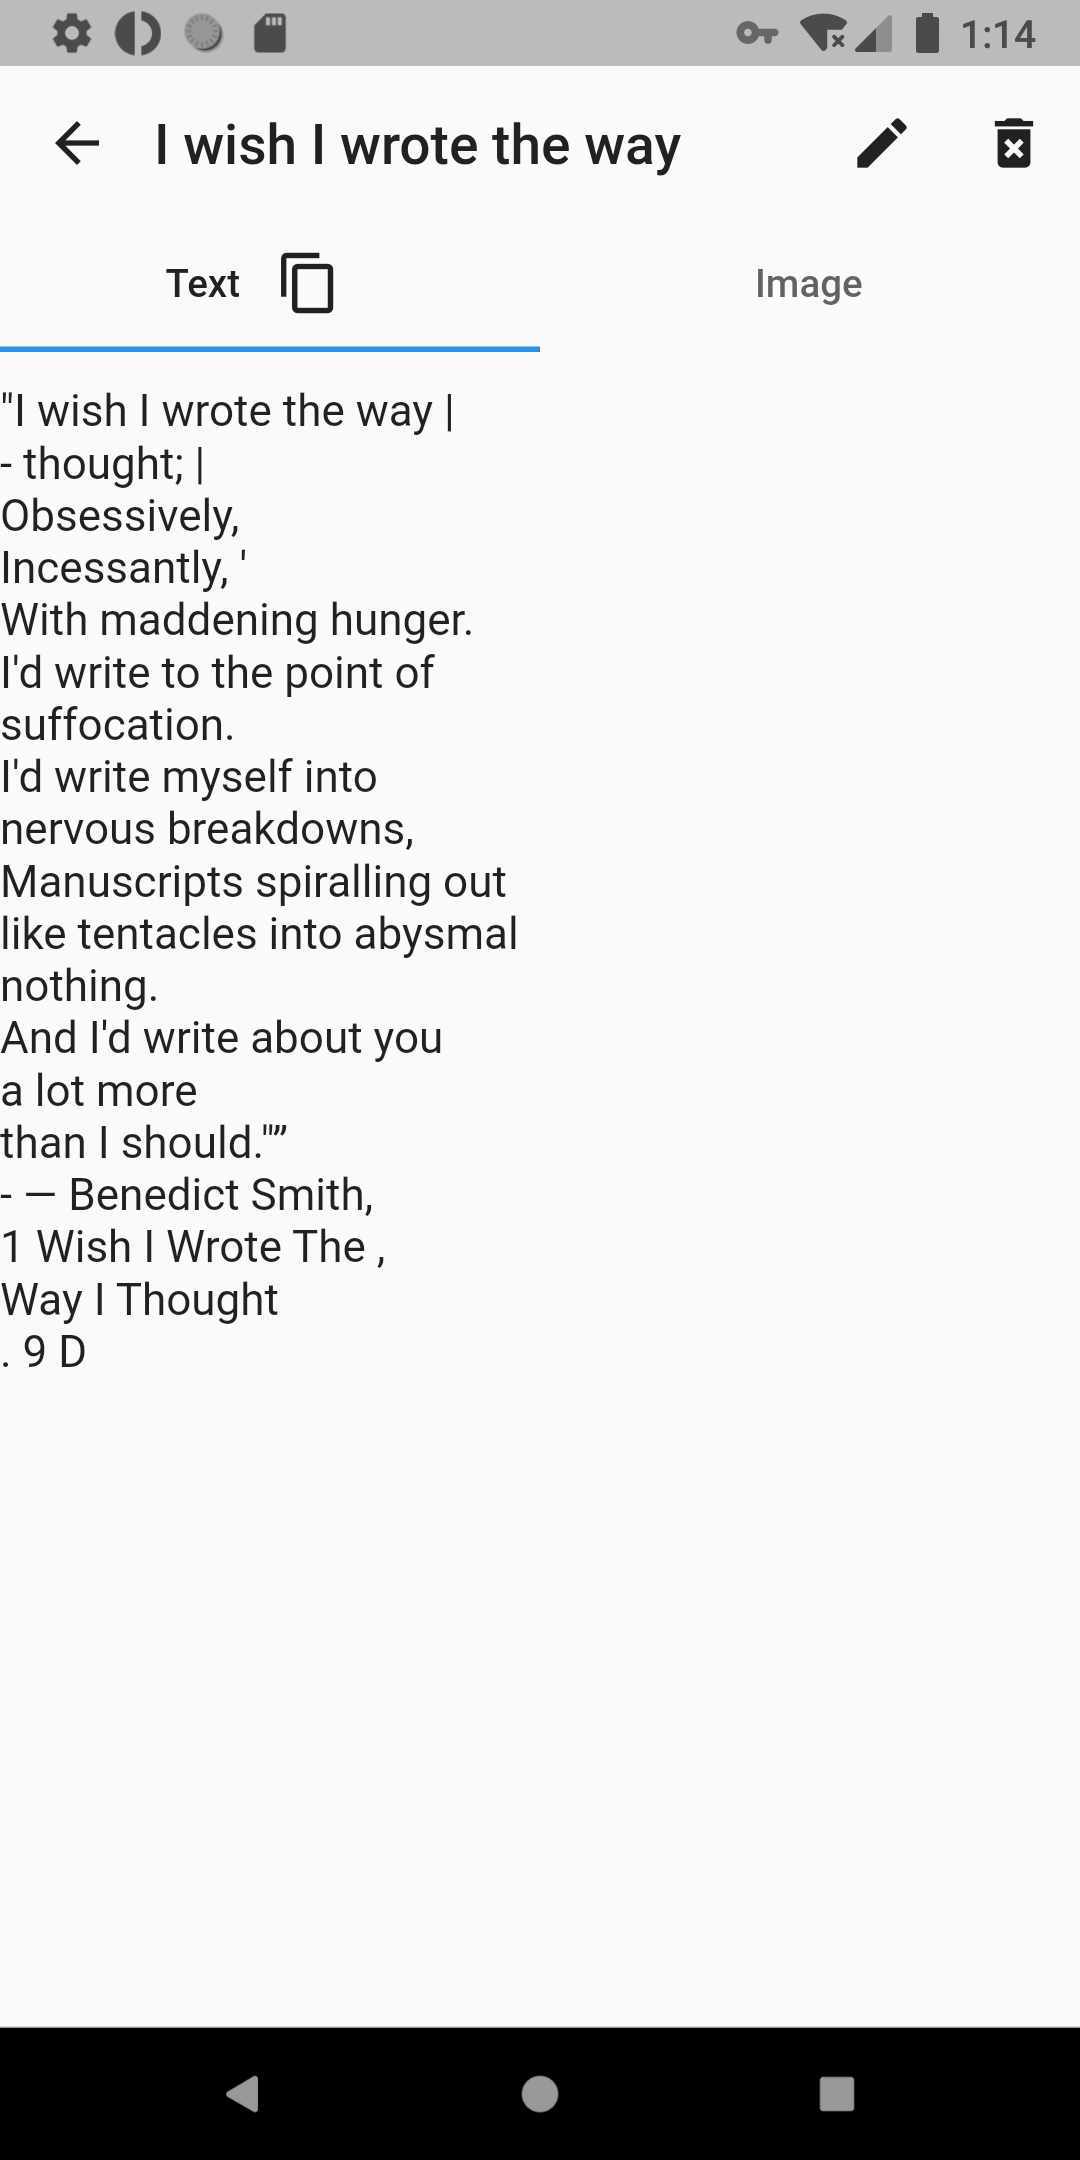 1:14
I wish I wrote the way
Text
Image
"I wish I wrote the way |
- thought; |
Obsessively,
Incessantly, '
With maddening hunger.
I'd write to the point of
suffocation.
I'd write myself into
nervous breakdowns,
Manuscripts spiralling out
like tentacles into abysmal
nothing.
And I'd write about you
a lot more
than I should."”
- — Benedict Smith,
1 Wish I Wrote The ,
Way I Thought
. 9 D